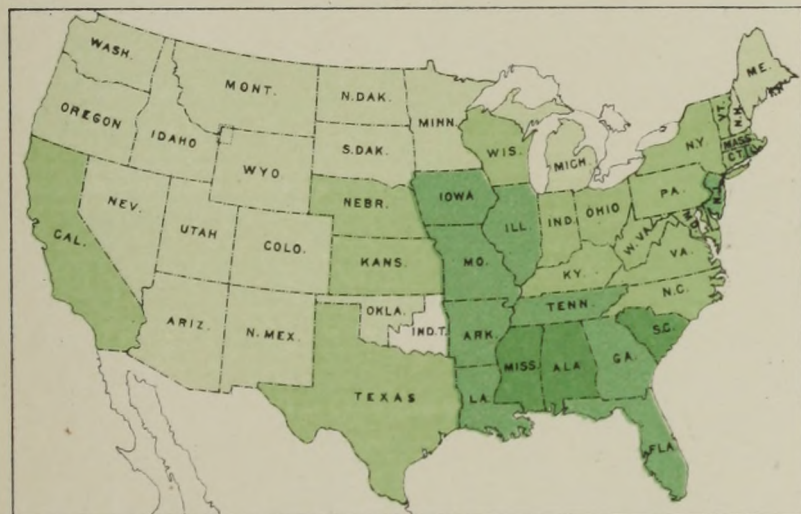 WASH.
MONT.
N.DAK.
MINN.
ME.
OREGON
IDAHO
S.DAK.
WIS.
MICH.
VT.
N.H.
N.Y.
MASS.
CT.
WYO.
NEV.
UTAH
COLO.
NEBR.
IOWA
ILL.
IND.
OHIO
PA.
N.J.
W.VA.
VA.
CAL.
KANS.
MO.
KY.
N.C.
ARIZ.
N.MEX.
OKLA.
IND.T.
ARK.
TENN.
S.C.
TEXAS
LA.
MISS.
ALA
GA.
FLA.